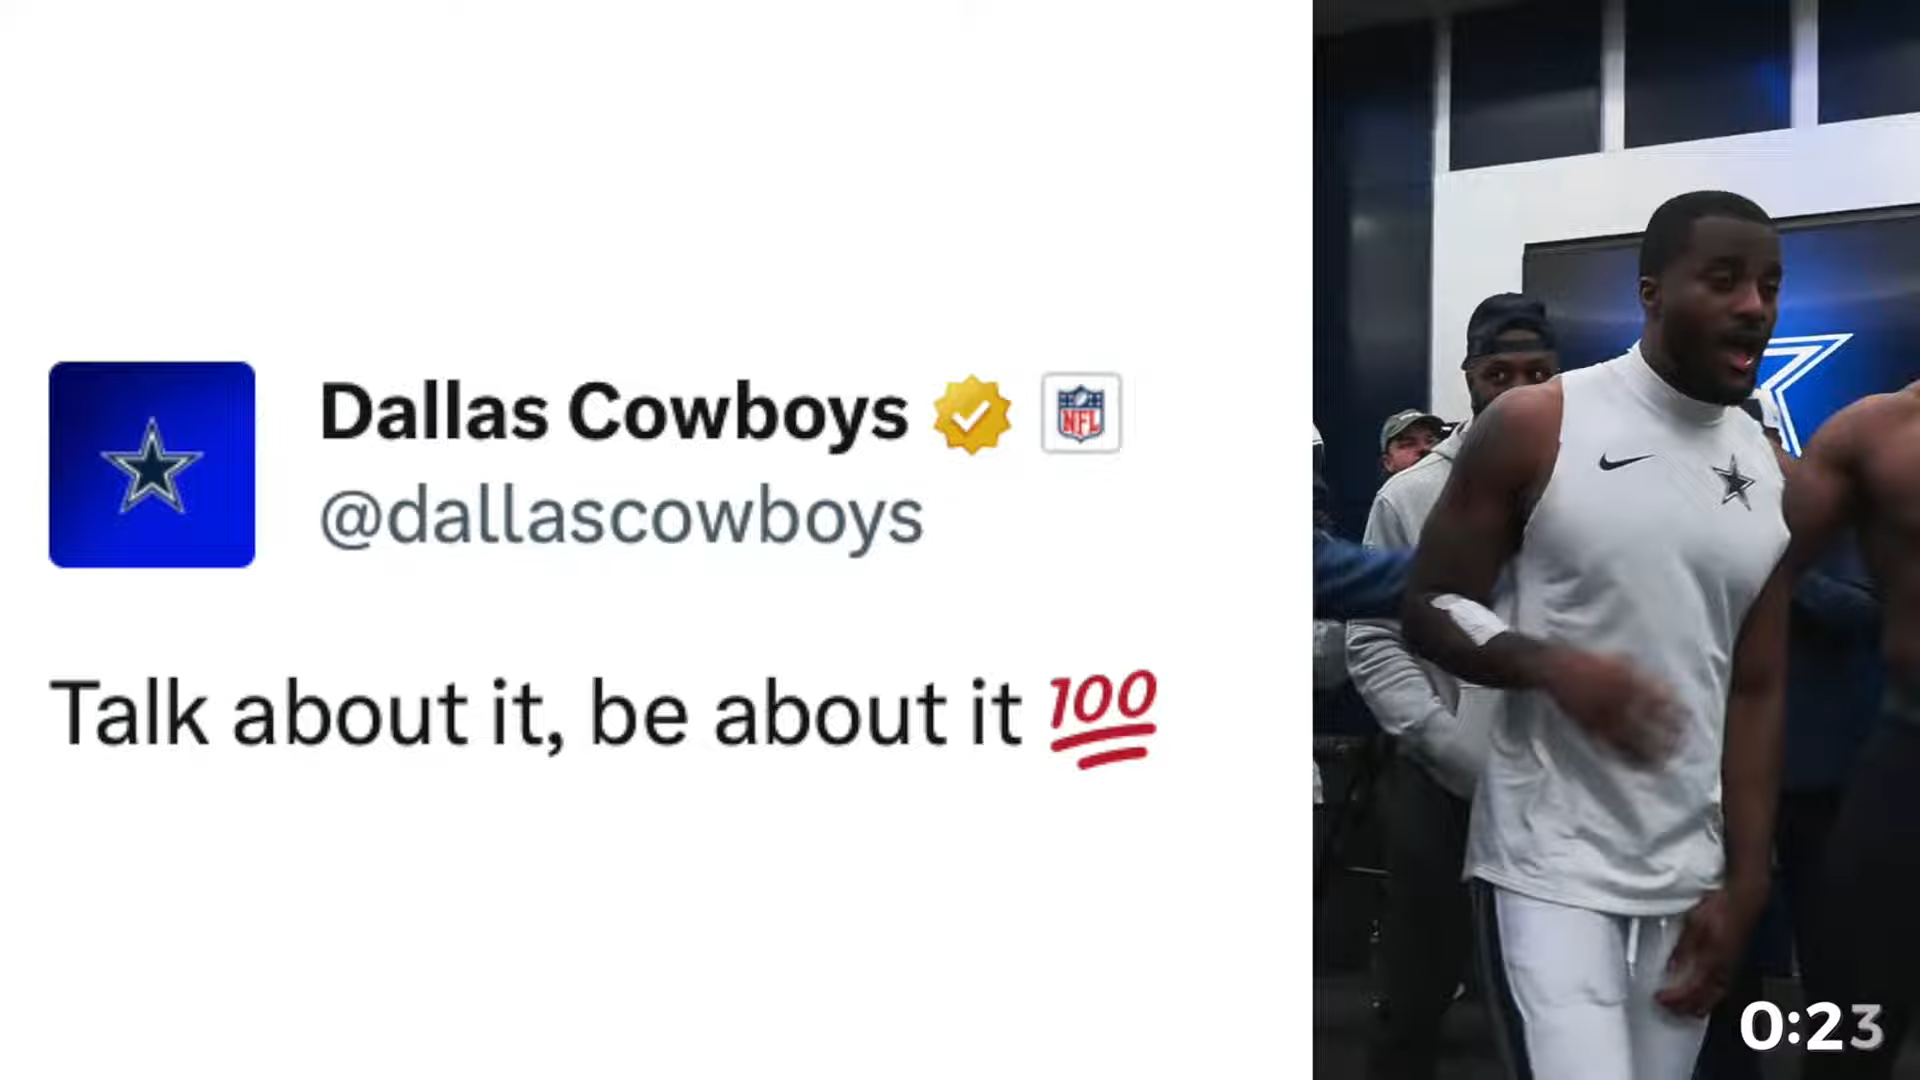 Dallas Cowboys
NFL
@dallascowboys
Talk about it, be about it 💯
0:23